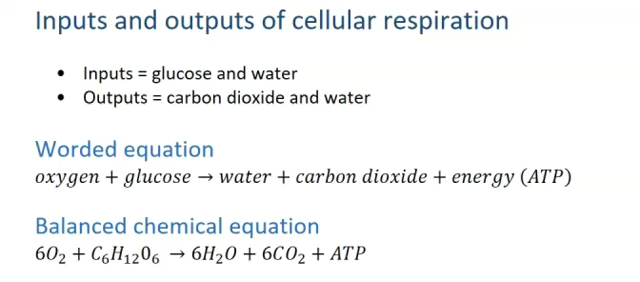 Inputs and outputs of cellular respiration
• Inputs = glucose and water
• Outputs = carbon dioxide and water
Worded equation
oxygen + glucose → water + carbon dioxide + energy (ATP)
Balanced chemical equation
6O₂ + C₆H₁₂0₆ → 6H₂O + 6CO₂ + ATP